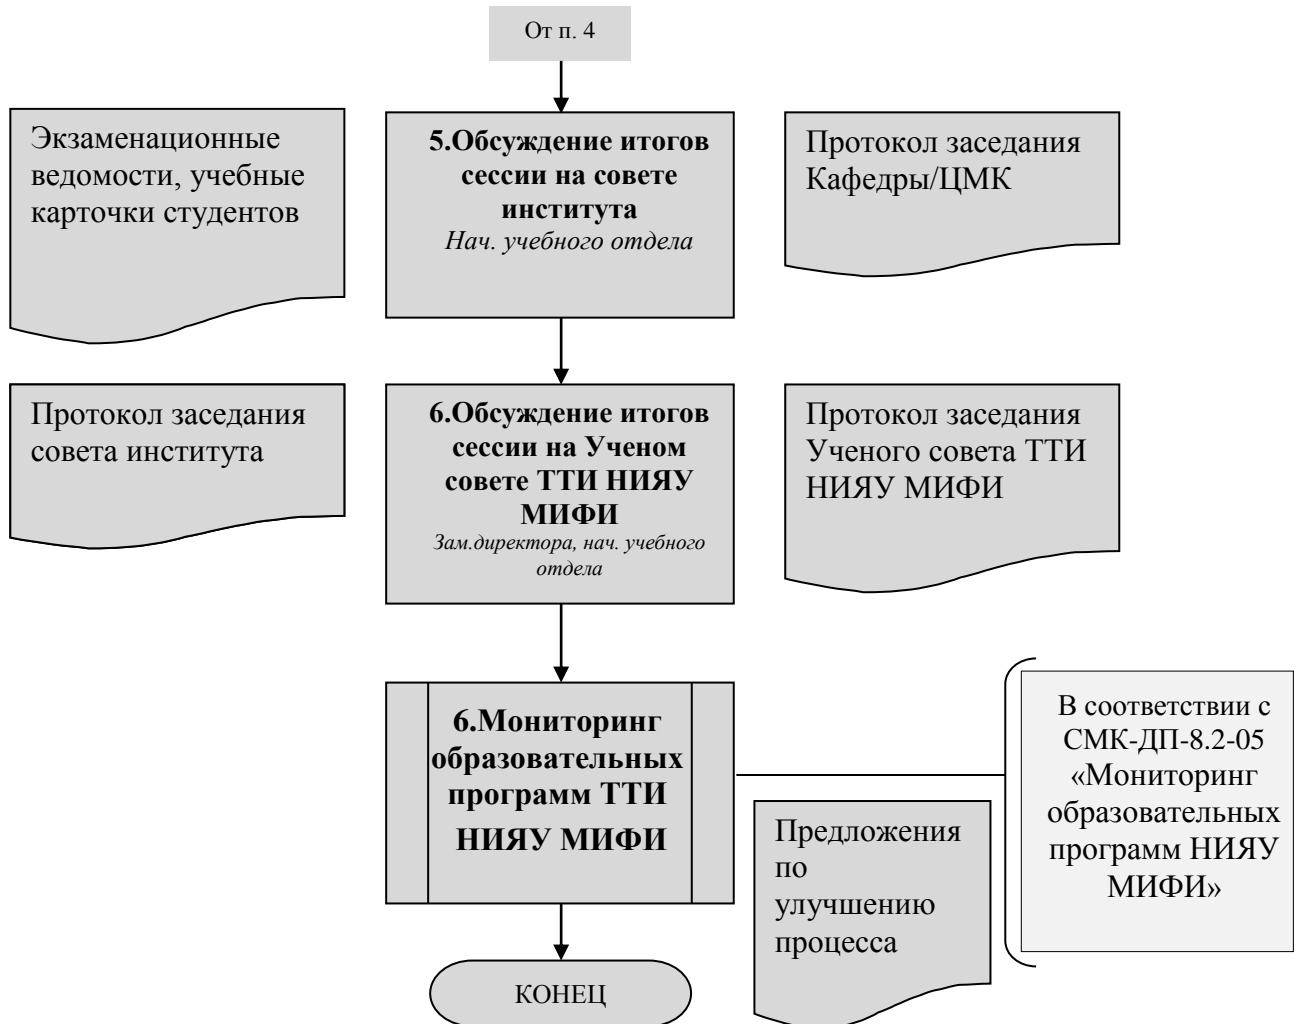 От п. 4
Экзаменационные
ведомости, учебные
карточки студентов
5.Обсуждение итогов
сессии на совете
института
Нач. учебного отдела
Протокол заседания
Кафедры/ЦМК
Протокол заседания
совета института
6.Обсуждение итогов
сессии на Ученом
совете ТТИ НИЯУ
МИФИ
Зам.директора, нач. учебного
отдела
Протокол заседания
Ученого совета ТТИ
НИЯУ МИФИ
6.Мониторинг
образовательных
программ ТТИ
НИЯУ МИФИ
В соответствии с
СМК-ДП-8.2-05
«Мониторинг
образовательных
программ НИЯУ
МИФИ»
Предложения
по
улучшению
процесса
КОНЕЦ